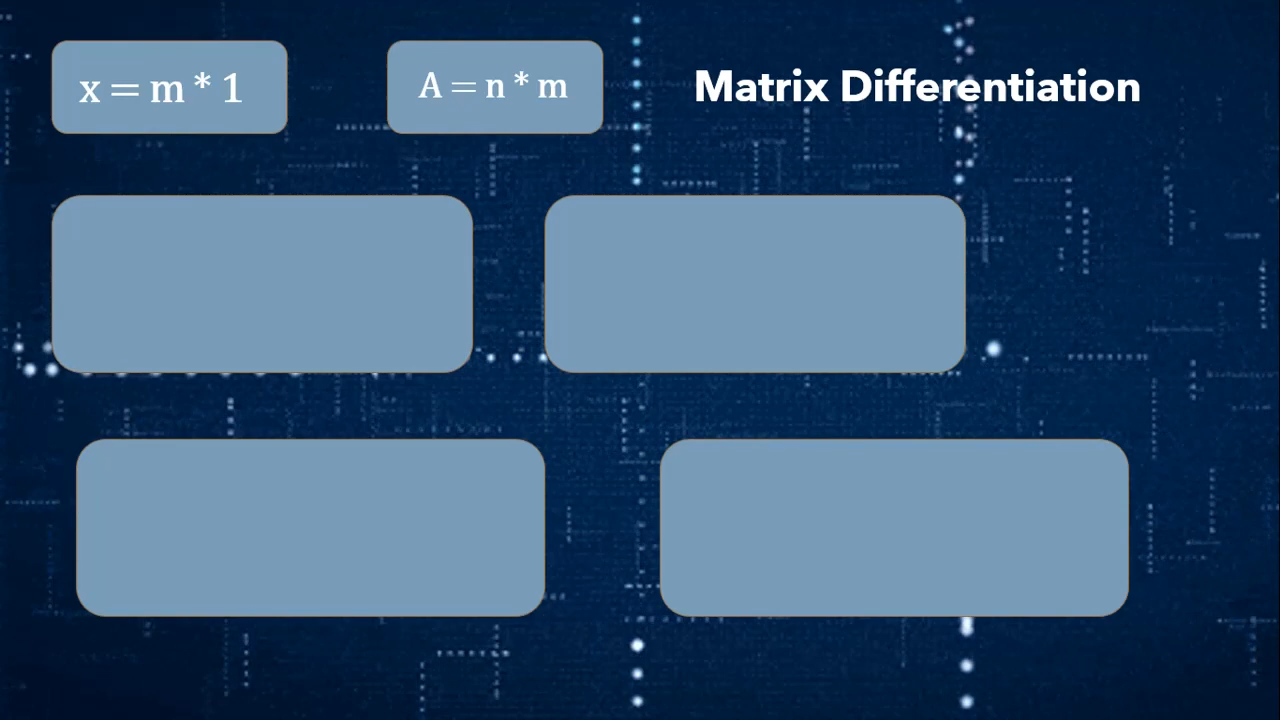 x = m * 1
A = n * m
Matrix Differentiation